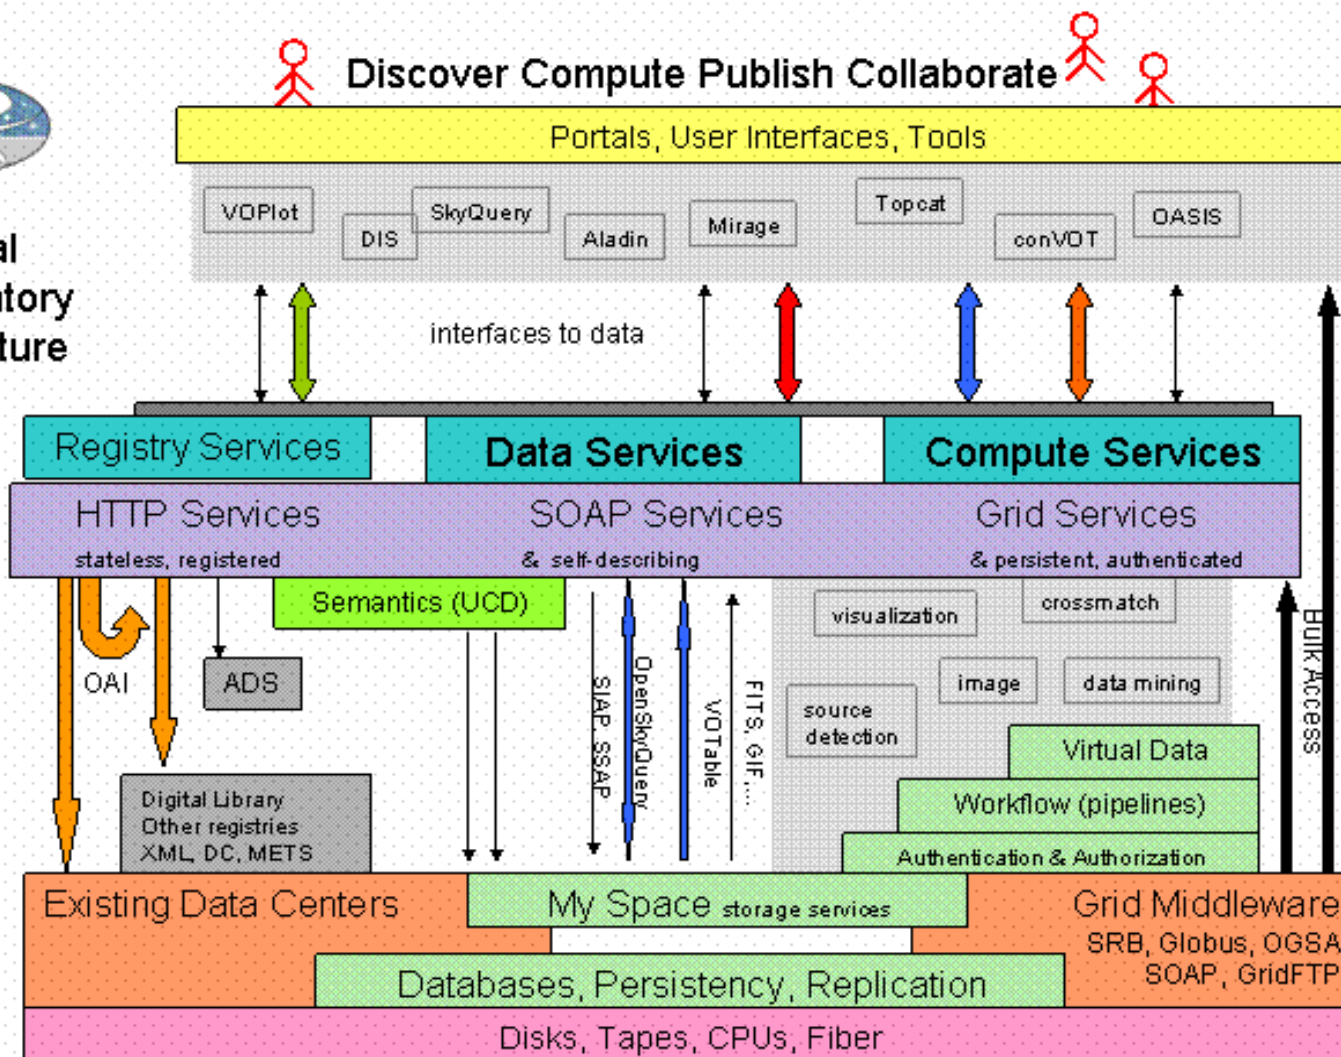 Discover Compute Publish Collaborate
Portals, User Interfaces, Tools
VOPlot
DIS
SkyQuery
Aladin
Mirage
Topcat
conVOT
OASIS
al
tory
ture
interfaces to data
Registry Services
Data Services
Compute Services
HTTP Services
SOAP Services
Grid Services
stateless, registered
& self-describing
& persistent, authenticated
Semantics (UCD)
visualization
crossmatch
OAI
ADS
SIAP, SSAP
OpenSkyQuery
VOTable
FITS, GIF,...
image
data mining
source
detection
Bulk Access
Virtual Data
Workflow (pipelines)
Authentication & Authorization
Digital Library
Other registries
XML, DC, METS
Existing Data Centers
My Space storage services
Grid Middleware
SRB, Globus, OGSA
SOAP, GridFTP
Databases, Persistency, Replication
Disks, Tapes, CPUs, Fiber